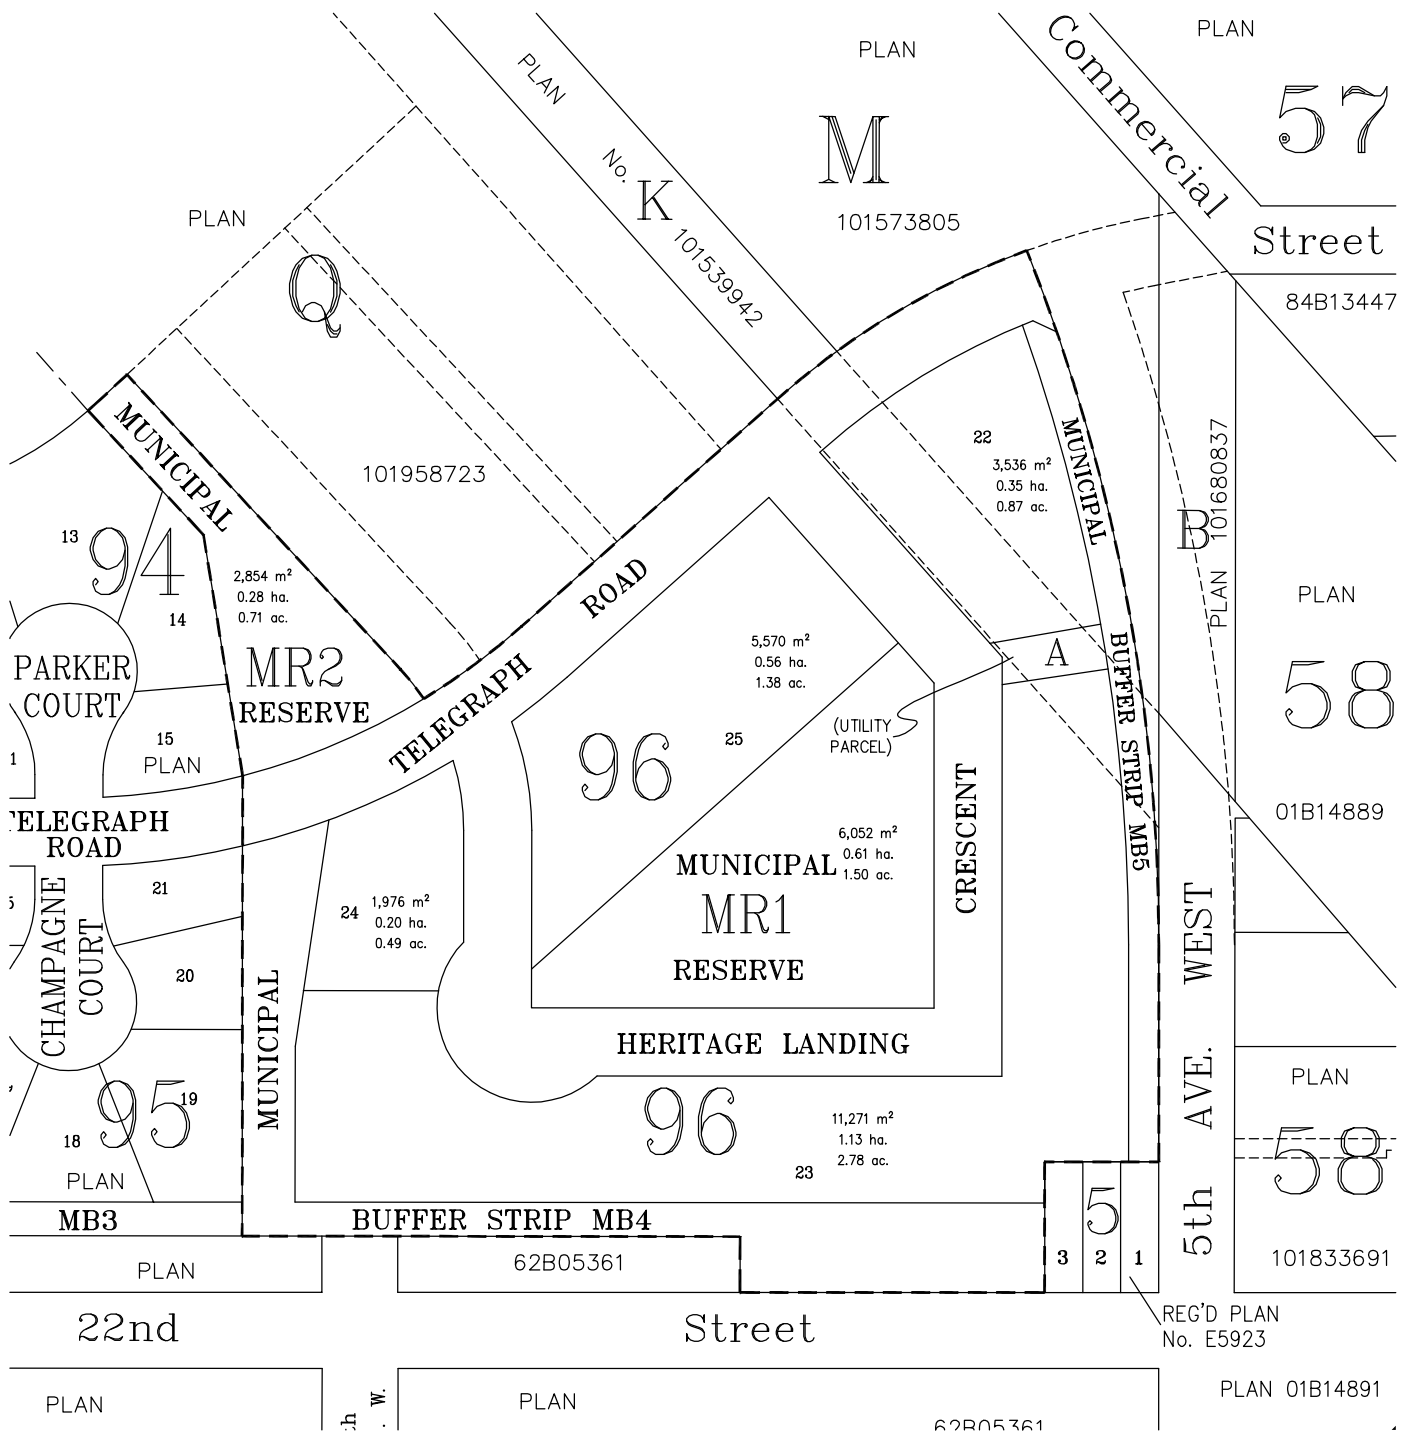 PLAN
PLAN
PLAN
PLAN
Commercial
57
M
No.
K
101573805
101539942
Street
84B13447
Q
101958723
MUNICIPAL
13
94
14
2,854 m²
0.28 ha.
0.71 ac.
MR2
RESERVE
PARKER
COURT
15
PLAN
1
TELEGRAPH
ROAD
22
3,536 m²
0.35 ha.
0.87 ac.
MUNICIPAL
BUFFER STRIP MB5
B
PLAN 101680837
PLAN
58
01B14889
A
(UTILITY
PARCEL)
5,570 m²
0.56 ha.
1.38 ac.
96
25
6,052 m²
0.61 ha.
1.50 ac.
MUNICIPAL
MR1
RESERVE
CRESCENT
HERITAGE LANDING
TELEGRAPH
ROAD
21
5
CHAMPAGNE
COURT
20
24
1,976 m²
0.20 ha.
0.49 ac.
MUNICIPAL
95
19
18
PLAN
MB3
BUFFER STRIP MB4
96
11,271 m²
1.13 ha.
2.78 ac.
23
5th AVE. WEST
PLAN
58
101833691
5
3
2
1
PLAN
62B05361
REG'D PLAN
No. E5923
22nd
Street
PLAN
PLAN
W.
PLAN 01B14891
62B05361